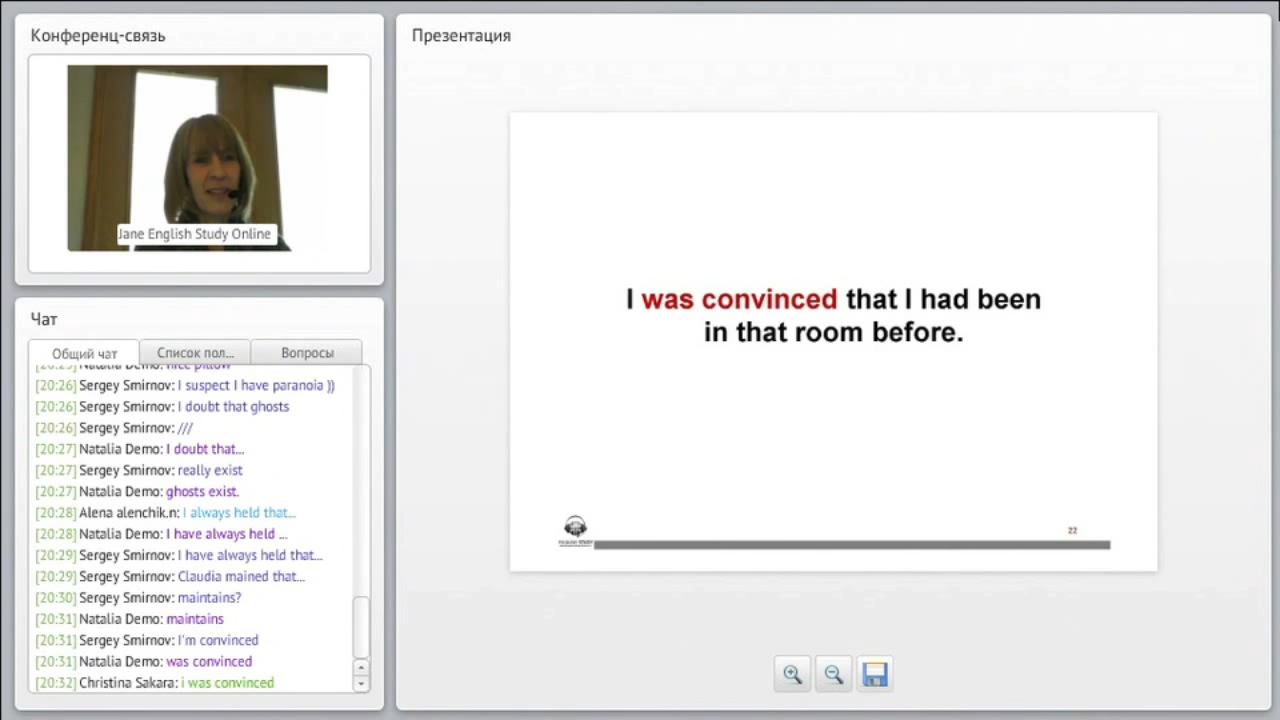 Конференц-связь
Jane English Study Online
Чат
Общий чат
Список пол...
Вопросы
[20:25] Natalia Demo: nice pillow
[20:26] Sergey Smirnov: I suspect I have paranoia ))
[20:26] Sergey Smirnov: I doubt that ghosts
[20:26] Sergey Smirnov: ///
[20:27] Natalia Demo: I doubt that...
[20:27] Sergey Smirnov: really exist
[20:27] Natalia Demo: ghosts exist.
[20:28] Alena alenchik.n: I always held that...
[20:28] Natalia Demo: I have always held ...
[20:29] Sergey Smirnov: I have always held that...
[20:29] Sergey Smirnov: Claudia mained that...
[20:30] Sergey Smirnov: maintains?
[20:31] Natalia Demo: maintains
[20:31] Sergey Smirnov: I'm convinced
[20:31] Natalia Demo: was convinced
[20:32] Christina Sakara: i was convinced
Презентация
I was convinced that I had been
in that room before.
22